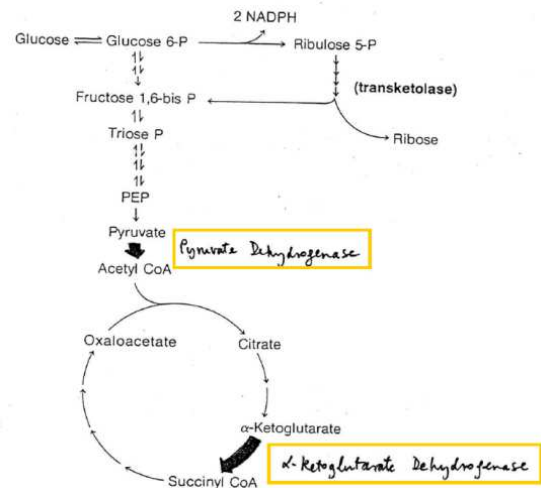 2 NADPH
Glucose Glucose 6-P Ribulose 5-P
(transketolase)
Fructose 1,6-bis P
Triose P
Ribose
PEP
Pyruvate
Pyruvate Dehydrogenase
Acetyl CoA
Oxaloacetate Citrate
α-Ketoglutarate
α-Ketoglutarate Dehydrogenase
Succinyl CoA